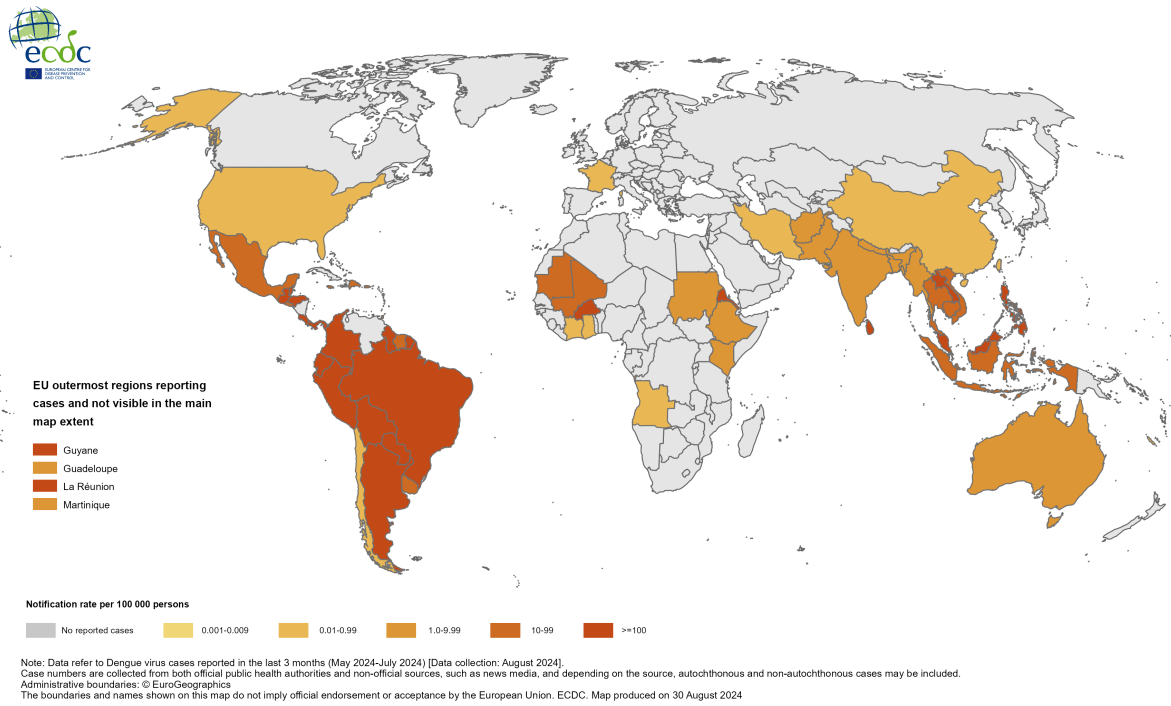 ecdc
EUROPEAN CENTRE FOR
DISEASE PREVENTION
AND CONTROL
EU outermost regions reporting
cases and not visible in the main
map extent
Guyane
Guadeloupe
La Réunion
Martinique
Notification rate per 100 000 persons
No reported cases 0.001-0.009 0.01-0.99 1.0-9.99 10-99 >=100
Note: Data refer to Dengue virus cases reported in the last 3 months (May 2024-July 2024) [Data collection: August 2024].
Case numbers are collected from both official public health authorities and non-official sources, such as news media, and depending on the source, autochthonous and non-autochthonous cases may be included.
Administrative boundaries: © EuroGeographics
The boundaries and names shown on this map do not imply official endorsement or acceptance by the European Union. ECDC. Map produced on 30 August 2024